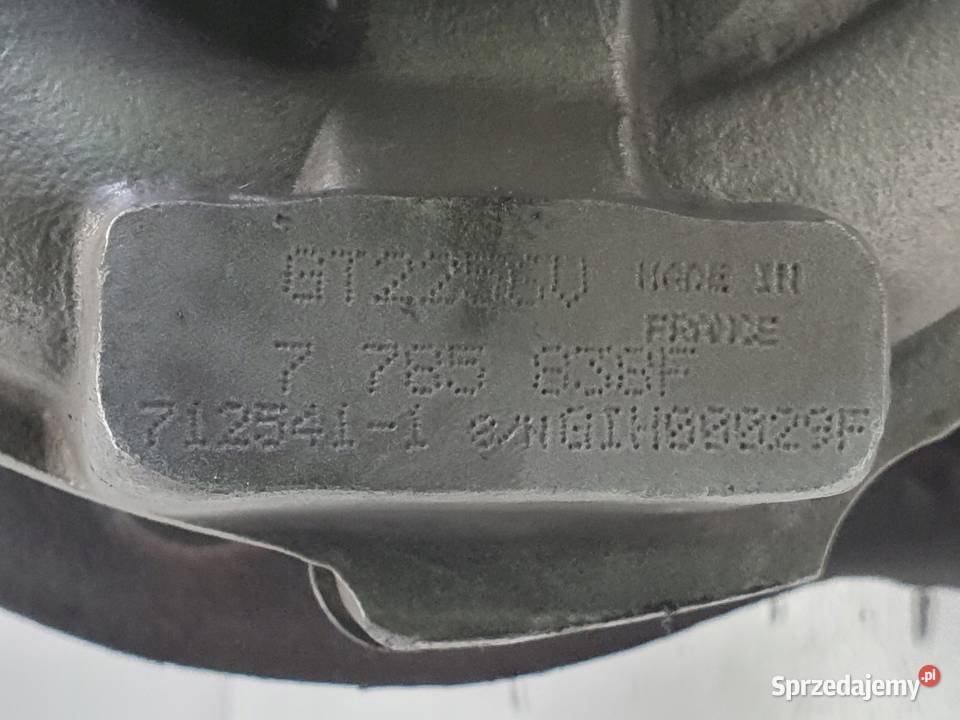 GT2256V MADE IN
FRANCE
7 785 836F
712541-1 S/N
Sprzedajemy.pl